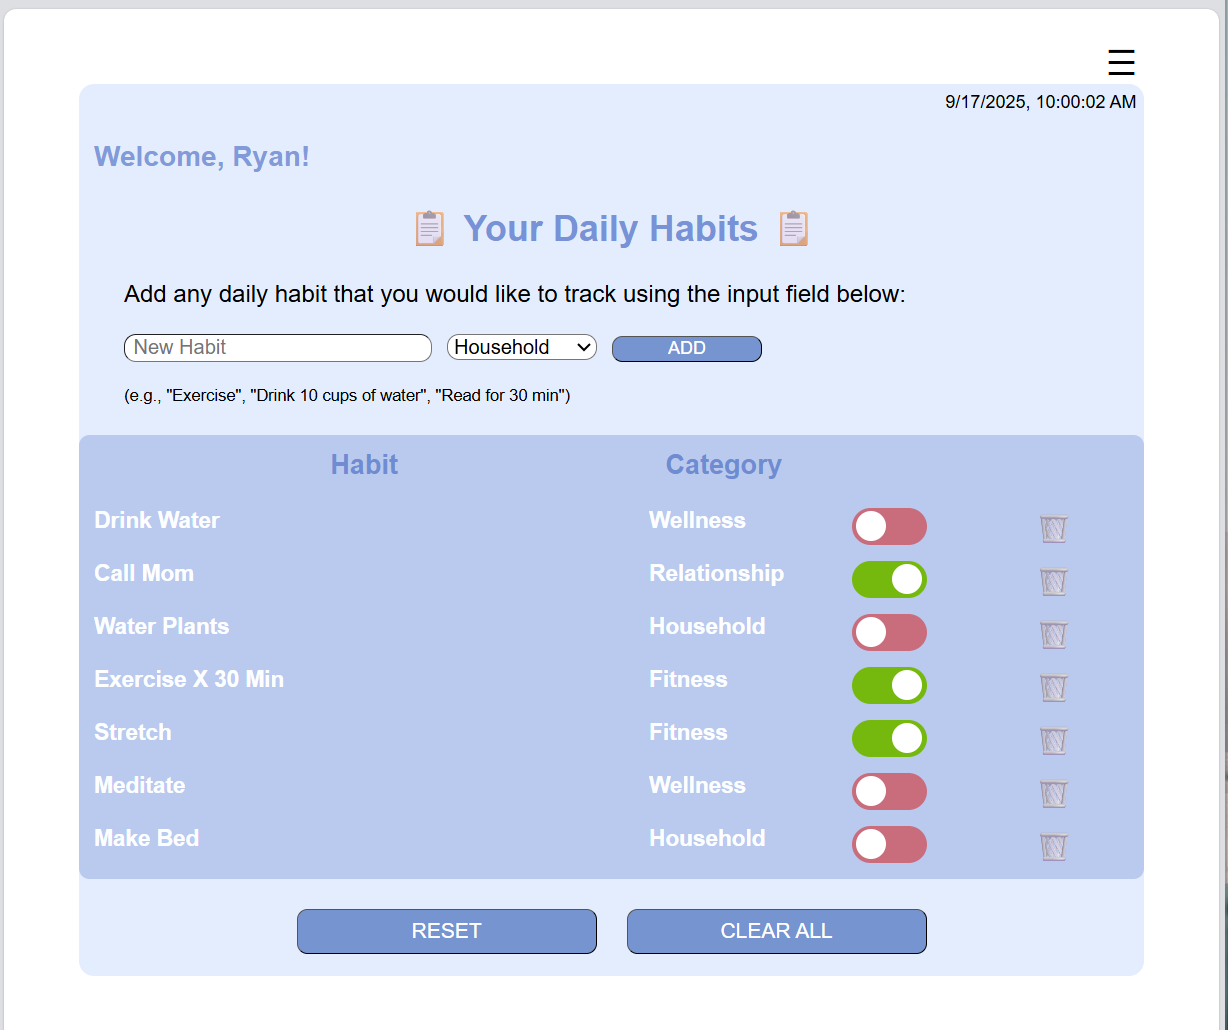 9/17/2025, 10:00:02 AM
Welcome, Ryan!
Your Daily Habits
Add any daily habit that you would like to track using the input field below:
New Habit Household ADD
(e.g., "Exercise", "Drink 10 cups of water", "Read for 30 min")
Habit Category
Drink Water Wellness
Call Mom Relationship
Water Plants Household
Exercise X 30 Min Fitness
Stretch Fitness
Meditate Wellness
Make Bed Household
RESET CLEAR ALL